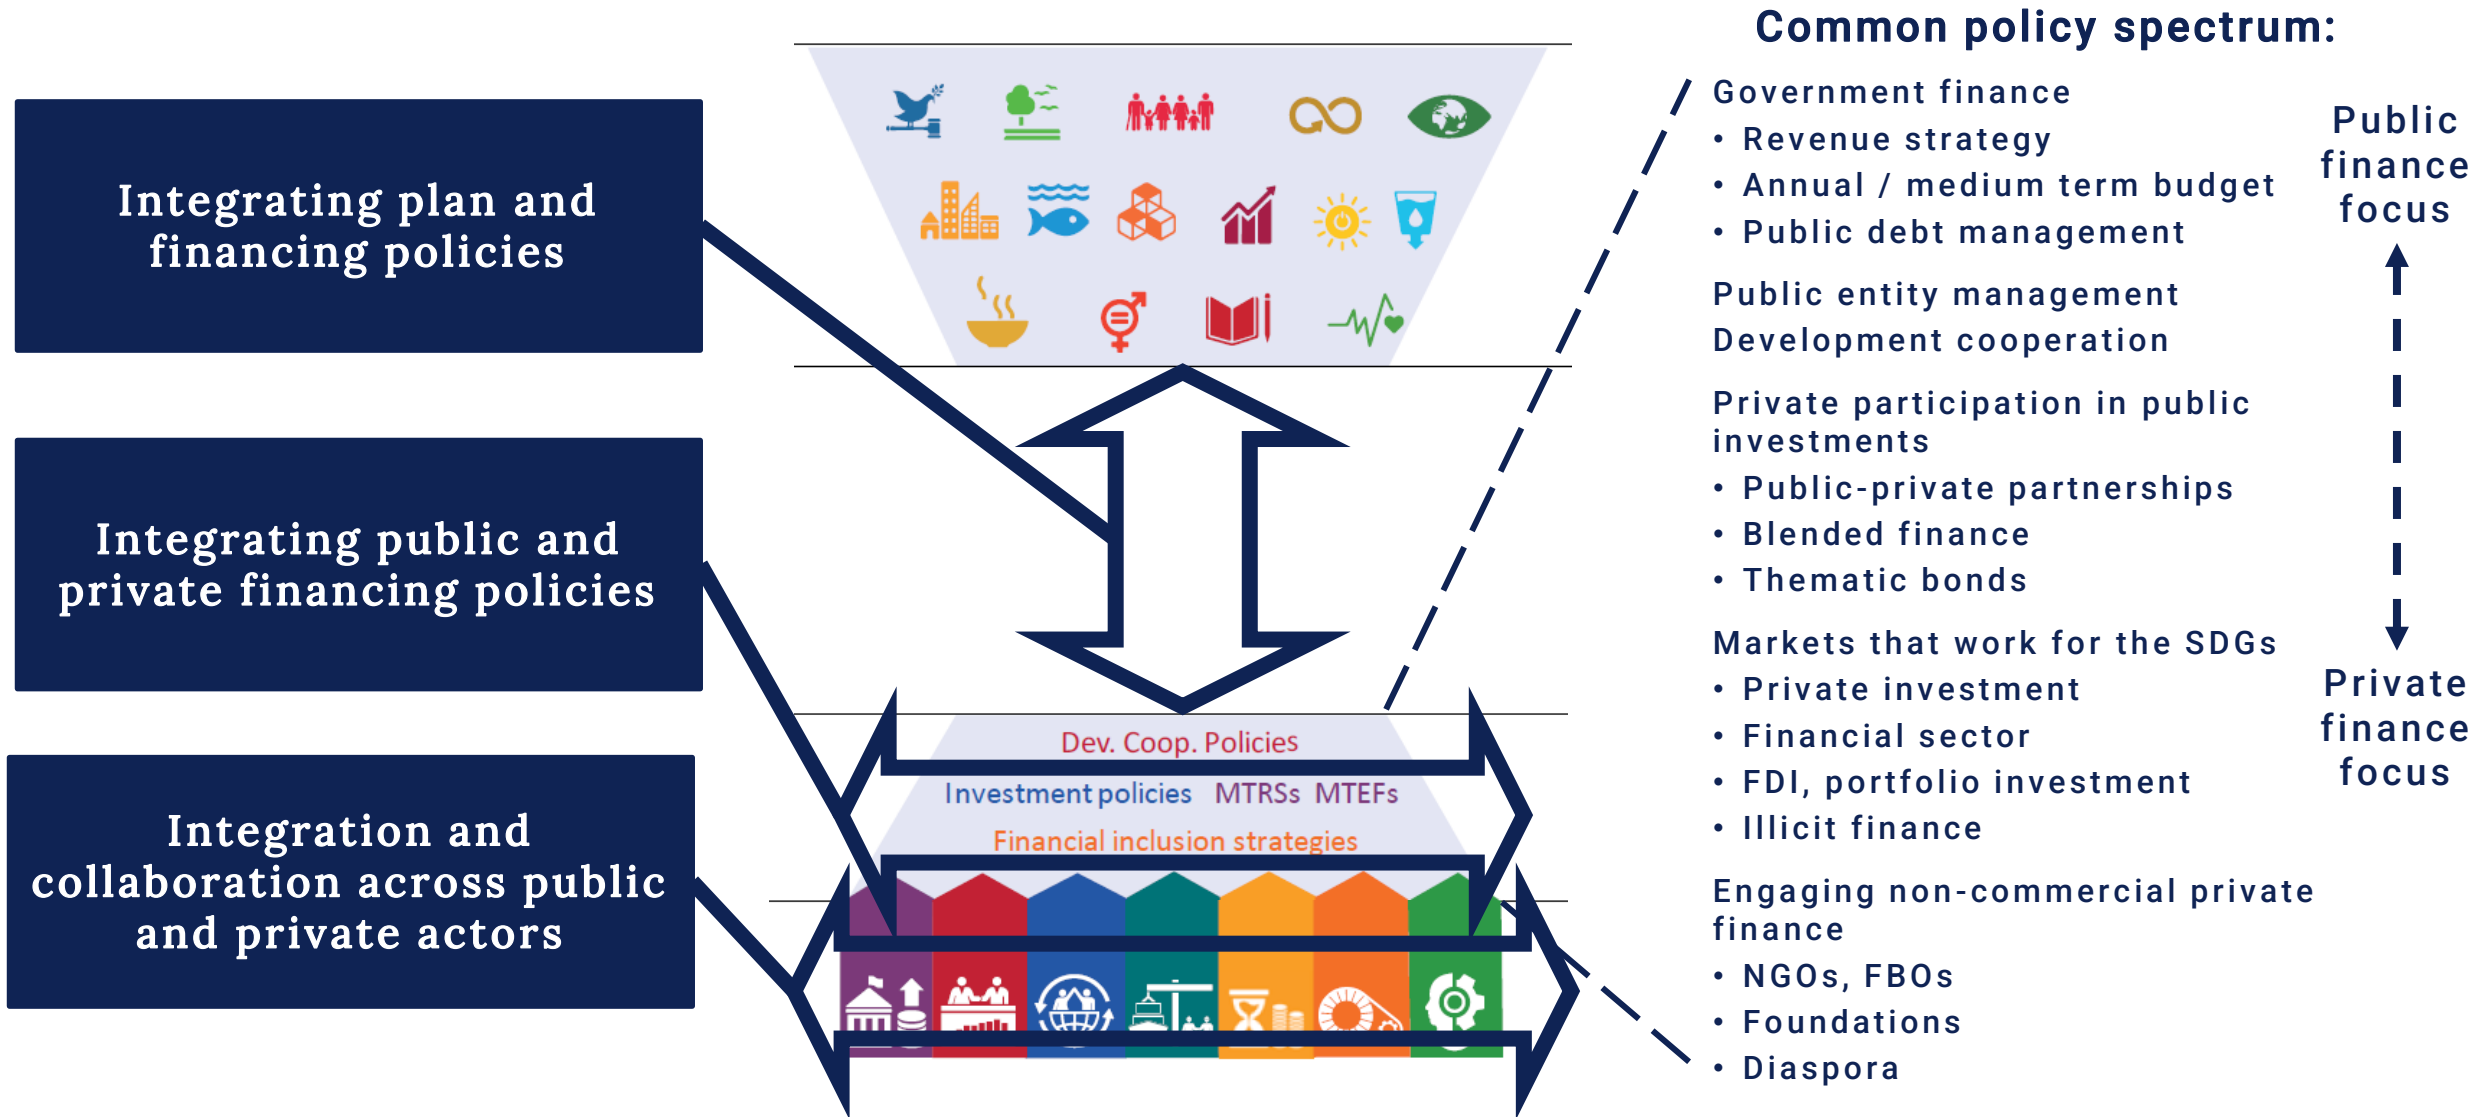 Integrating plan and
financing policies
Integrating public and
private financing policies
Integration and
collaboration across public
and private actors
Dev. Coop. Policies
Investment policies MTRSs MTEFs
Financial inclusion strategies
Common policy spectrum:
Government finance
• Revenue strategy
• Annual / medium term budget
• Public debt management
Public entity management
Development cooperation
Private participation in public
investments
• Public-private partnerships
• Blended finance
• Thematic bonds
Markets that work for the SDGs
• Private investment
• Financial sector
• FDI, portfolio investment
• Illicit finance
Engaging non-commercial private
finance
• NGOs, FBOs
• Foundations
• Diaspora
Public
finance
focus
Private
finance
focus